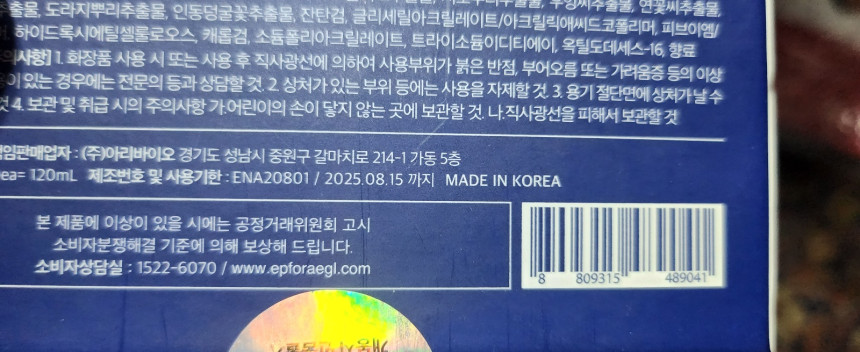 추출물, 도라지뿌리추출물, 인동덩굴꽃추출물, 잔탄검, 글리세릴아크릴레이트/아크릴릭애씨드코폴리머, 피브이엠/
하이드록시에틸셀룰로오스, 캐롭검, 소듐폴리아크릴레이트, 트라이소듐이디티에이, 옥틸도데세스-16, 향료
의사항] 1. 화장품 사용 시 또는 사용 후 직사광선에 의하여 사용부위가 붉은 반점, 부어오름 또는 가려움증 등의 이상
이 있는 경우에는 전문의 등과 상담할 것. 2. 상처가 있는 부위 등에는 사용을 자제할 것. 3. 용기 절단면에 상처가 날 수
것 4. 보관 및 취급 시의 주의사항 가.어린이의 손이 닿지 않는 곳에 보관할 것. 나.직사광선을 피해서 보관할 것
임판매업자 : (주)아리바이오 경기도 성남시 중원구 갈마치로 214-1 가동 5층
ea= 120mL 제조번호 및 사용기한 : ENA20801 / 2025.08.15 까지 MADE IN KOREA
본 제품에 이상이 있을 시에는 공정거래위원회 고시
소비자분쟁해결 기준에 의해 보상해 드립니다.
소비자상담실 : 1522-6070 / www.epforaegl.com
8 809315 489041